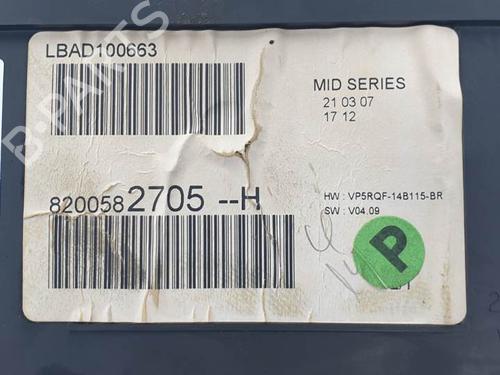 LBAD100663
MID SERIES
21 03 07
17 12
8200582705 --H
HW : VP5RQF-14B115-BR
SW : V04.09
P
B-PARTS